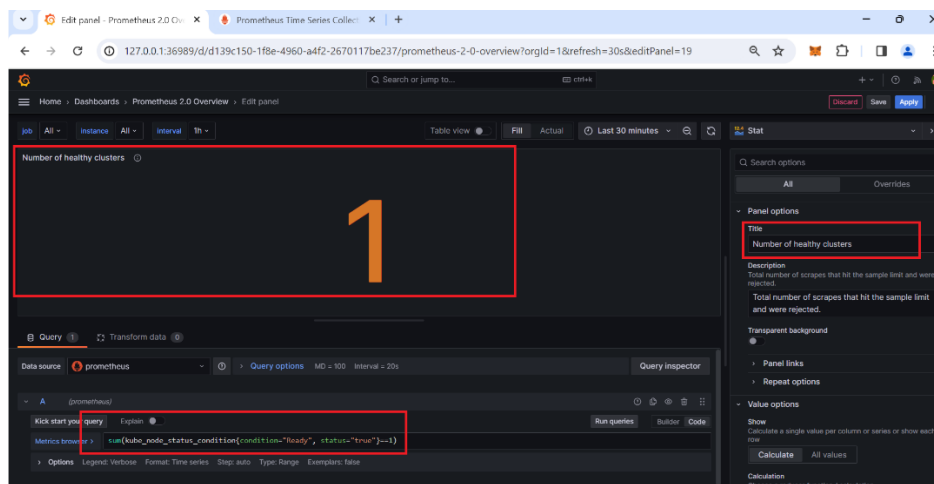 Edit panel - Prometheus 2.0 Ov
Prometheus Time Series Collect
127.0.0.1:36989/d/d139c150-1f8e-4960-a4f2-2670117be237/prometheus-2-0-overview?orgId=1&refresh=30s&editPanel=19
Search or jump to...
ctrl+k
Home › Dashboards › Prometheus 2.0 Overview › Edit panel
Discard Save Apply
job All instance All interval 1h
Table view Fill Actual Last 30 minutes
Stat
Number of healthy clusters
1
Search options
All Overrides
Panel options
Title
Number of healthy clusters
Description
Total number of scrapes that hit the sample limit and were
rejected.
Total number of scrapes that hit the sample limit
and were rejected.
Transparent background
Panel links
Repeat options
Value options
Show
Calculate a single value per column or series or show each
row
Calculate All values
Calculation
Query 1 Transform data 0
Data source prometheus Query options MD = 100 Interval = 20s Query inspector
A (prometheus)
Kick start your query Explain Run queries Builder Code
Metrics browser > sum(kube_node_status_condition{condition="Ready", status="true"}==1)
Options Legend: Verbose Format: Time series Step: auto Type: Range Exemplars: false